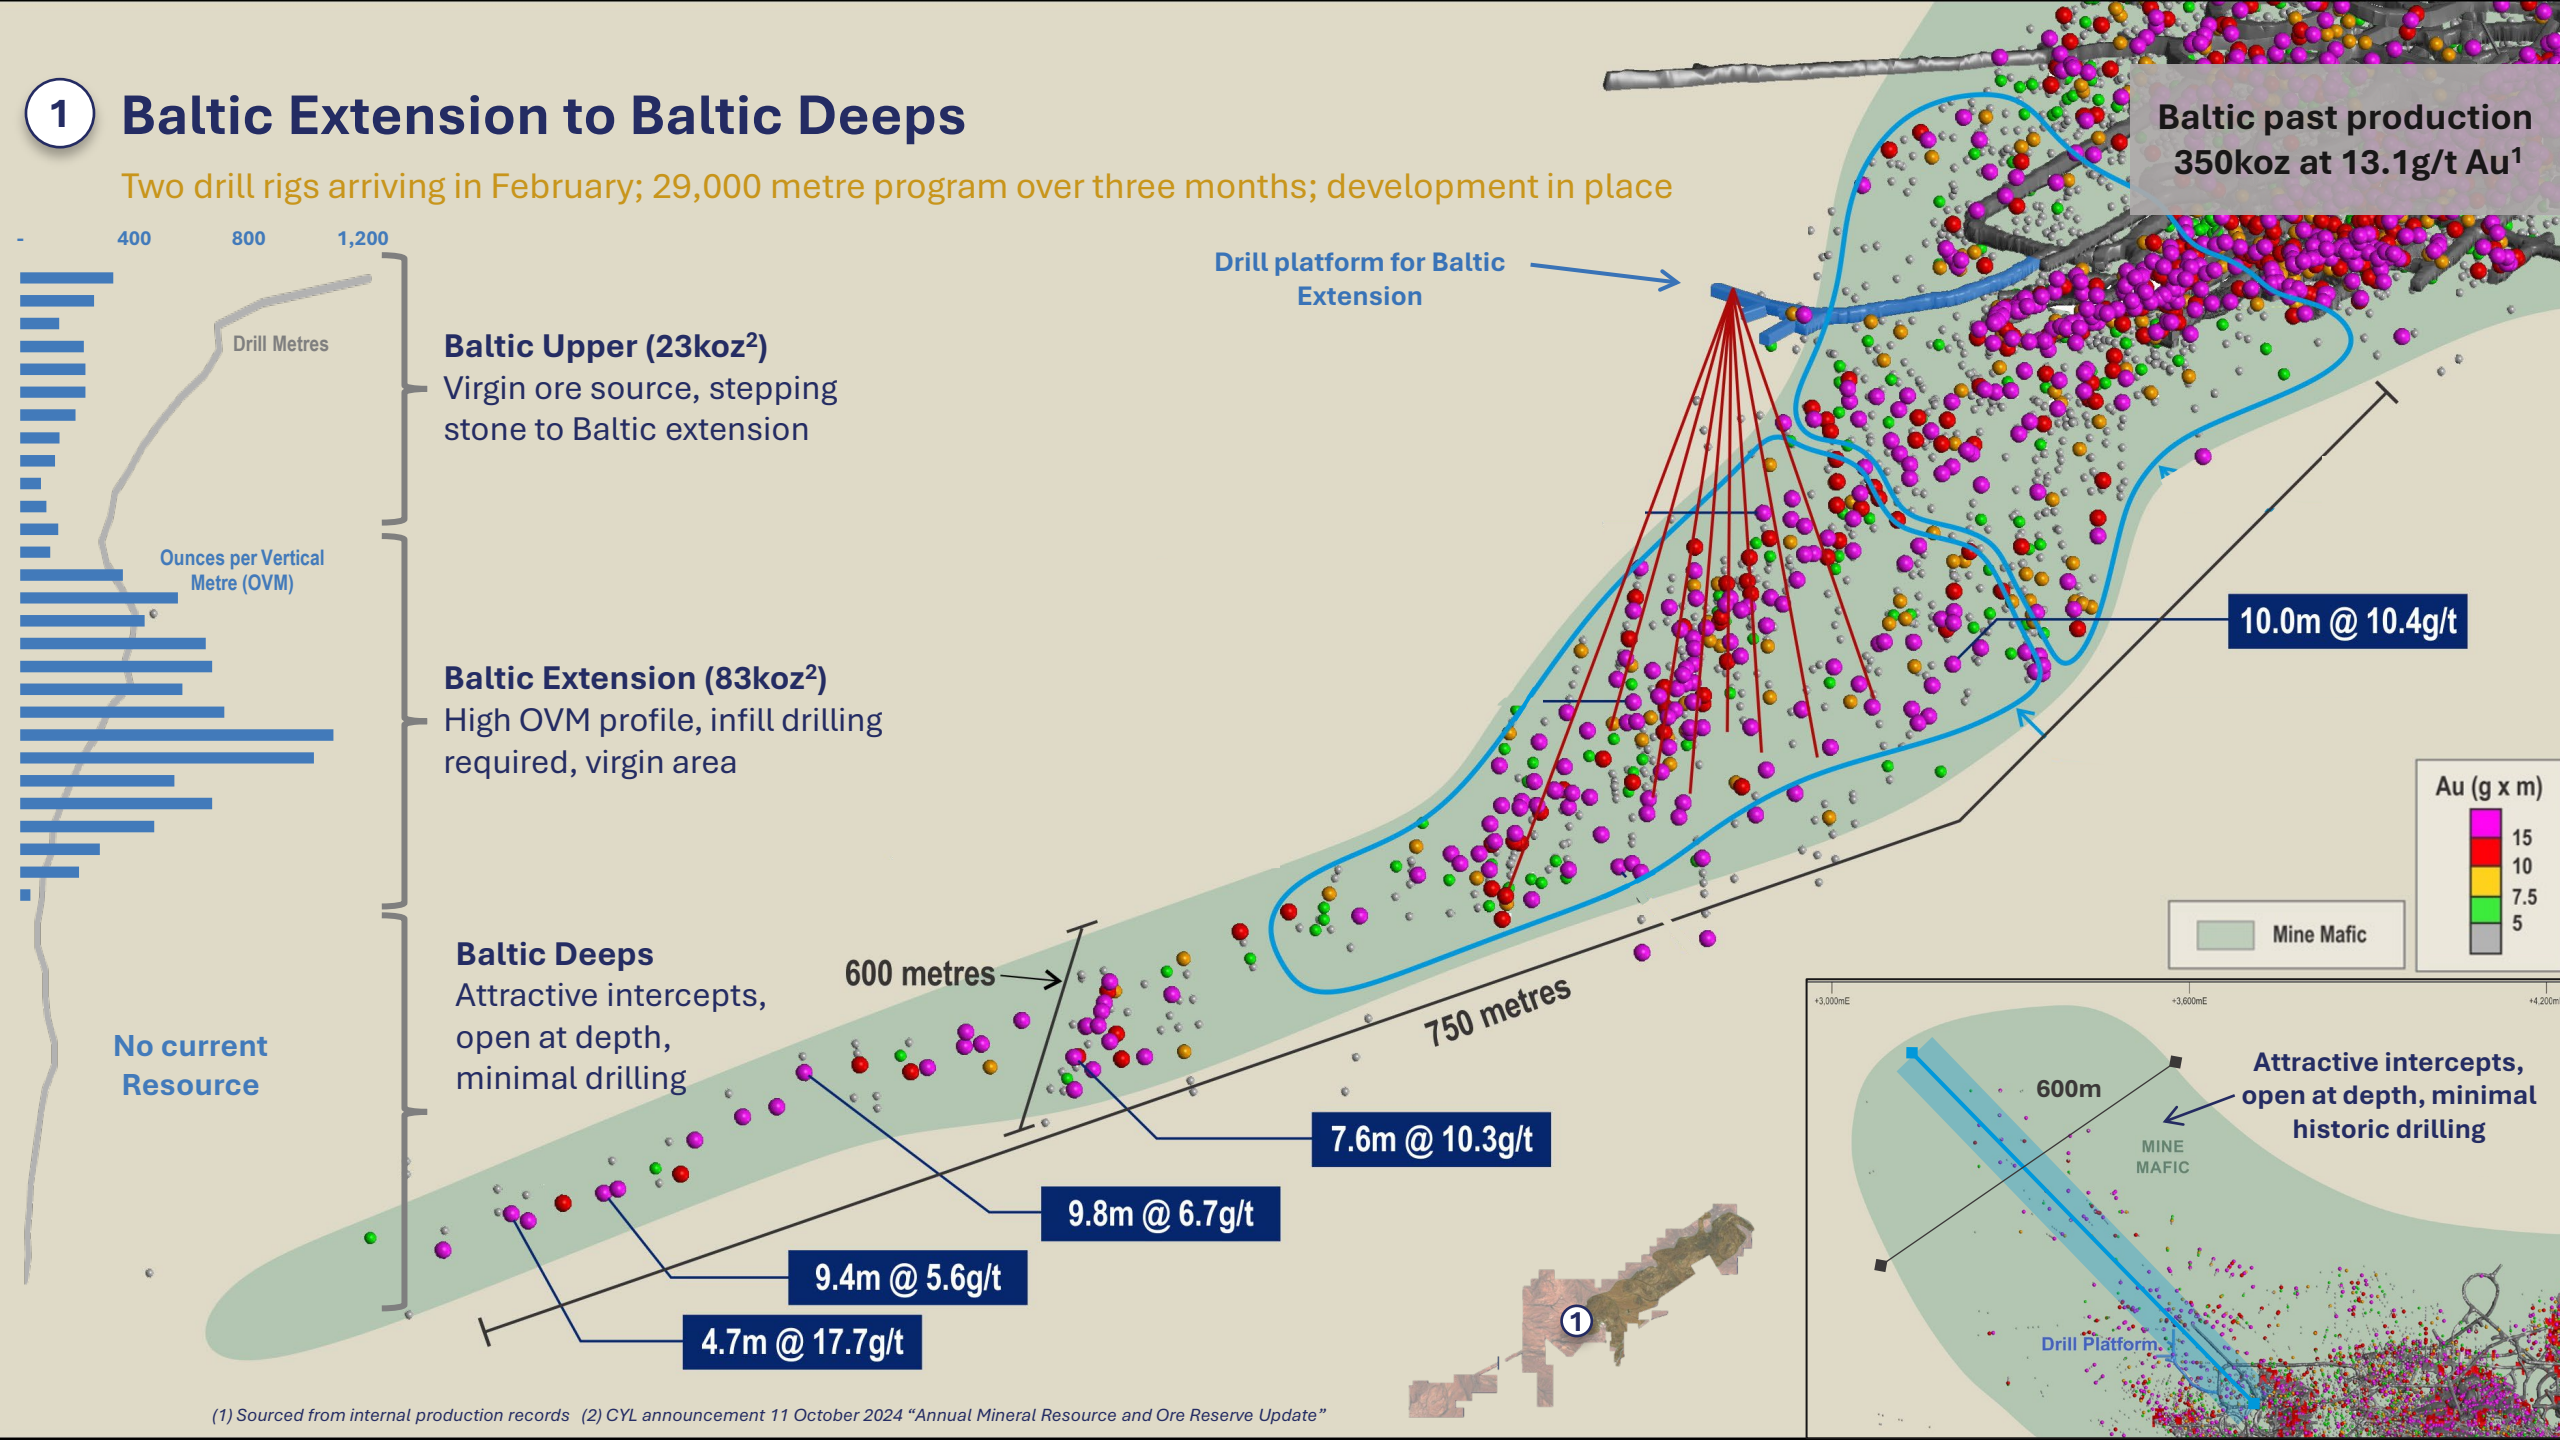 1
Baltic Extension to Baltic Deeps
Two drill rigs arriving in February; 29,000 metre program over three months; development in place
Baltic past production
350koz at 13.1g/t Au¹
- 400 800 1,200
Drill Metres
Ounces per Vertical
Metre (OVM)
No current
Resource
Baltic Upper (23koz²)
Virgin ore source, stepping
stone to Baltic extension
Baltic Extension (83koz²)
High OVM profile, infill drilling
required, virgin area
Baltic Deeps
Attractive intercepts,
open at depth,
minimal drilling
Drill platform for Baltic
Extension
600 metres
750 metres
10.0m @ 10.4g/t
7.6m @ 10.3g/t
9.8m @ 6.7g/t
9.4m @ 5.6g/t
4.7m @ 17.7g/t
Au (g x m)
15
10
7.5
5
Mine Mafic
+3,000mE +3,600mE +4,200m
600m
Attractive intercepts,
open at depth, minimal
historic drilling
MINE
MAFIC
Drill Platform
1
(1) Sourced from internal production records (2) CYL announcement 11 October 2024 “Annual Mineral Resource and Ore Reserve Update”